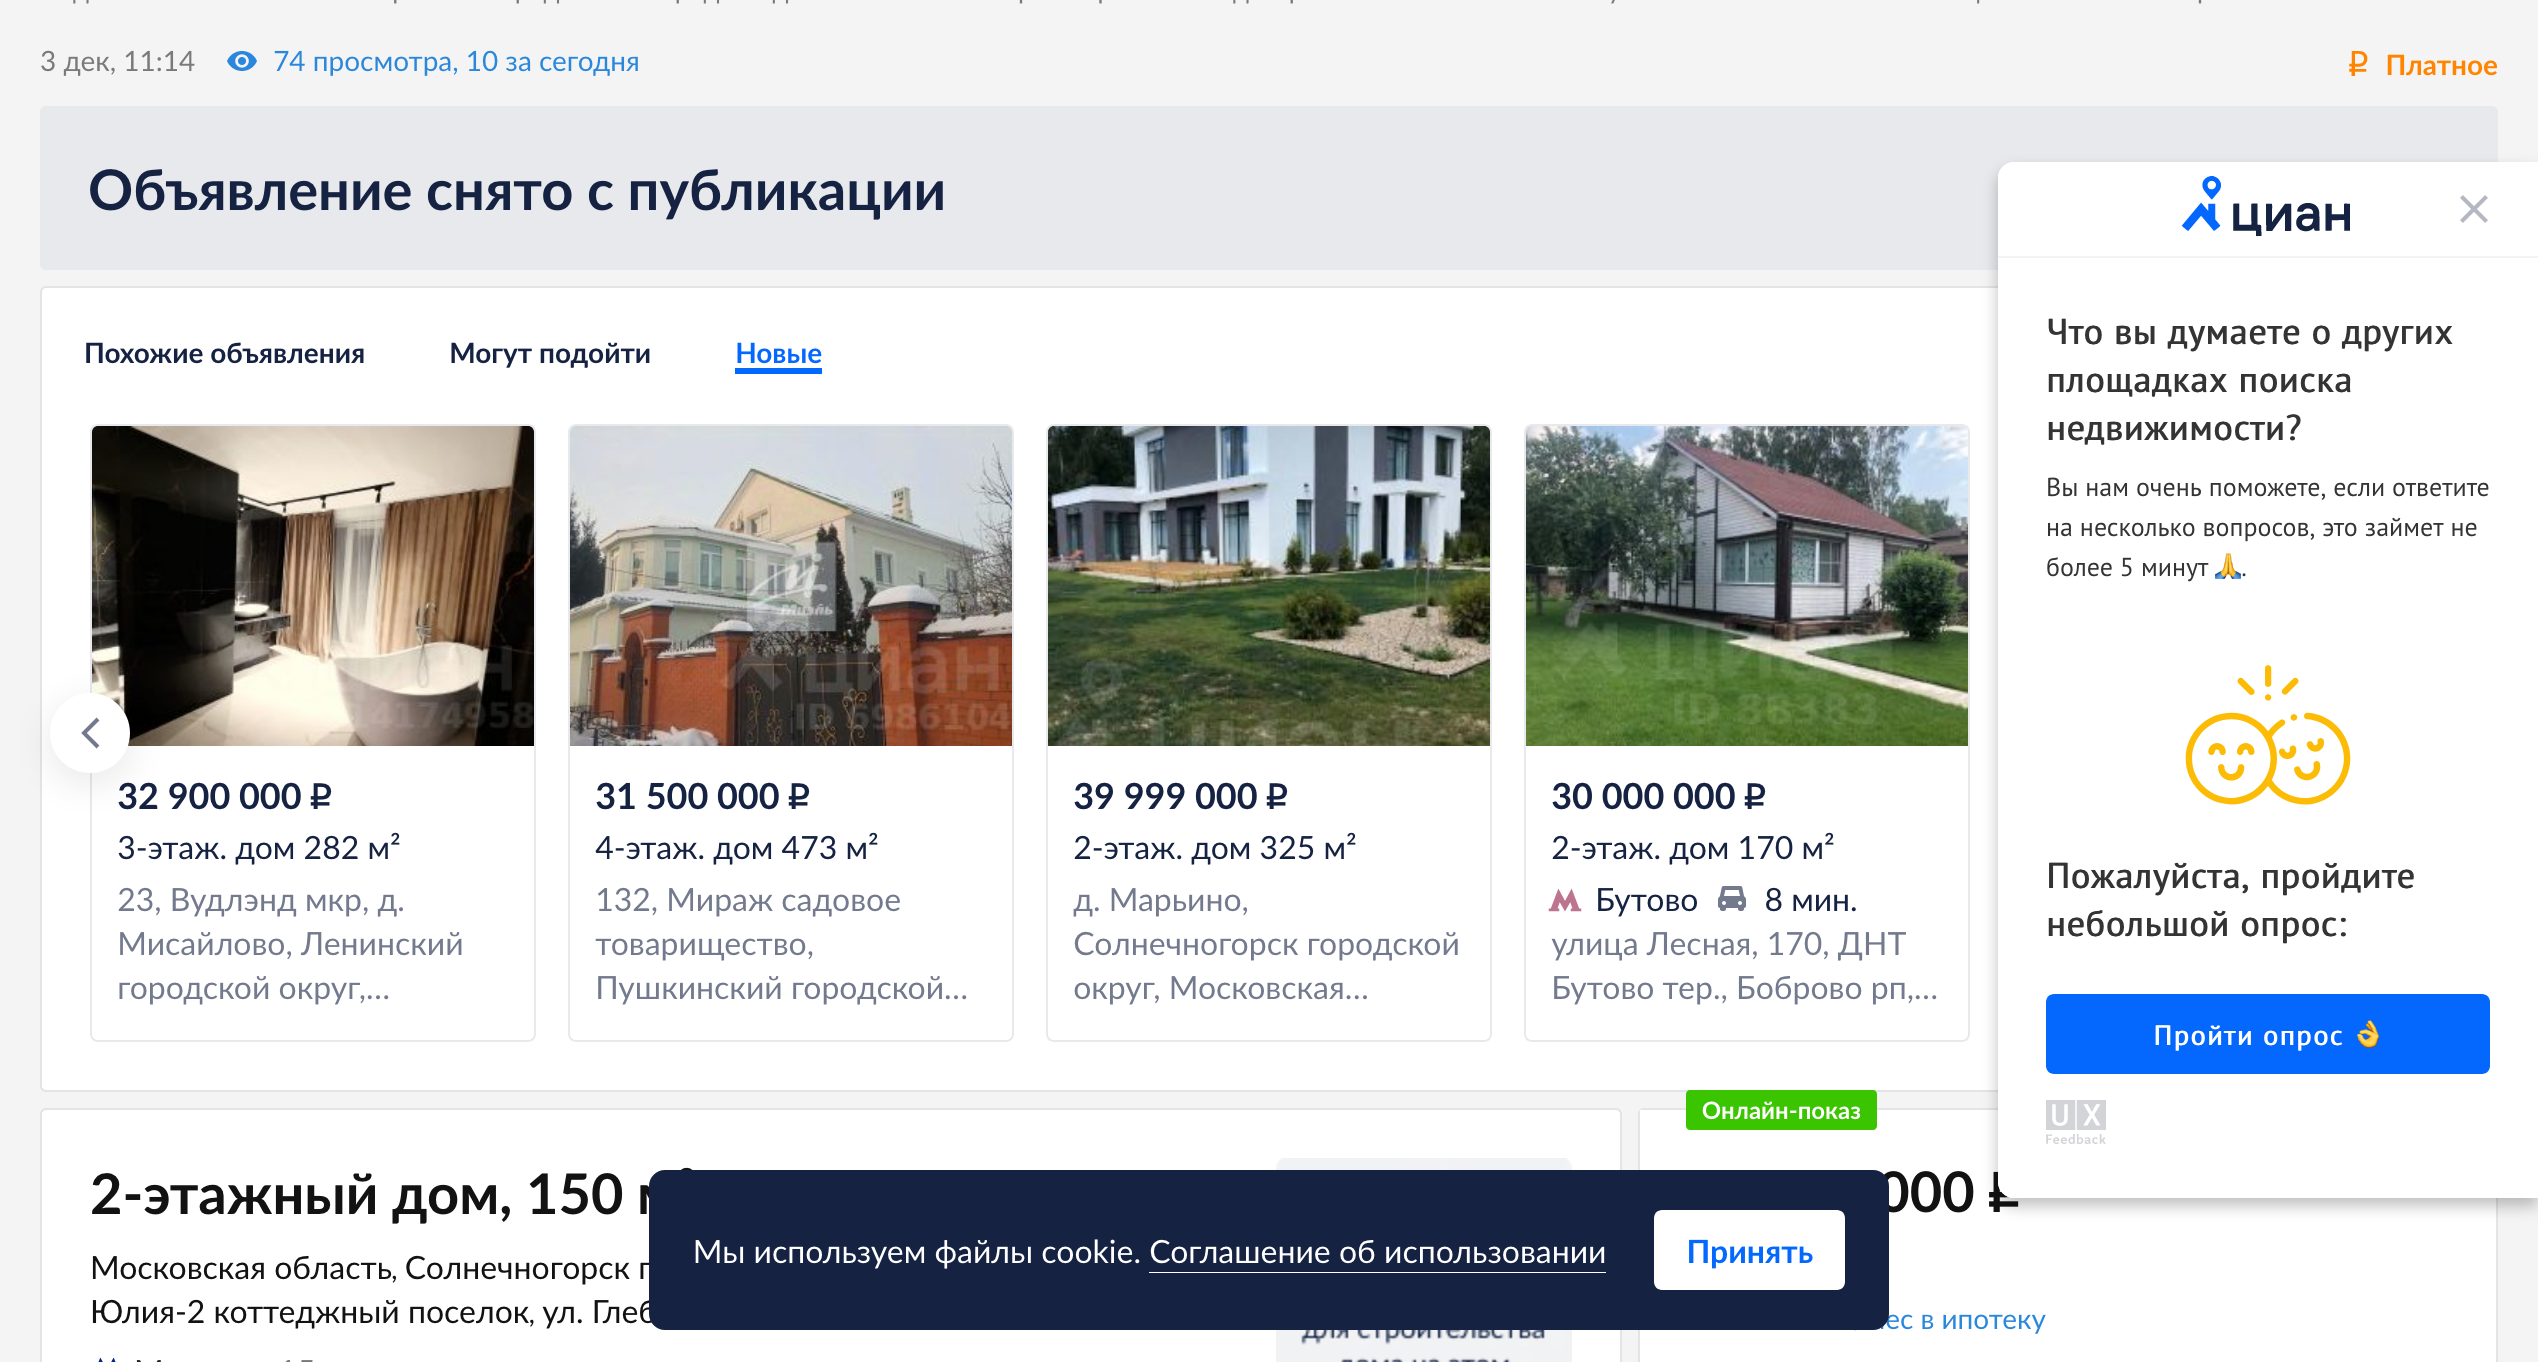 3 дек, 11:14 74 просмотра, 10 за сегодня
₽ Платное
Объявление снято с публикации
Похожие объявления Могут подойти Новые
32 900 000 ₽
3-этаж. дом 282 м²
23, Вудлэнд мкр, д.
Мисайлово, Ленинский
городской округ,...
31 500 000 ₽
4-этаж. дом 473 м²
132, Мираж садовое
товарищество,
Пушкинский городской...
39 999 000 ₽
2-этаж. дом 325 м²
д. Марьино,
Солнечногорск городской
округ, Московская...
30 000 000 ₽
2-этаж. дом 170 м²
Бутово 8 мин.
улица Лесная, 170, ДНТ
Бутово тер., Боброво рп,...
циан
ID 6986104
циан
ID 86383
циан
Что вы думаете о других
площадках поиска
недвижимости?
Вы нам очень поможете, если ответите
на несколько вопросов, это займет не
более 5 минут 🙏.
Пожалуйста, пройдите
небольшой опрос:
Пройти опрос 👌
UX
Feedback
Онлайн-показ
2-этажный дом, 150
000 ₽
Московская область, Солнечногорск
Юлия-2 коттеджный поселок, ул.
Мы используем файлы cookie. Соглашение об использовании
Принять
в ипотеку
для строительства